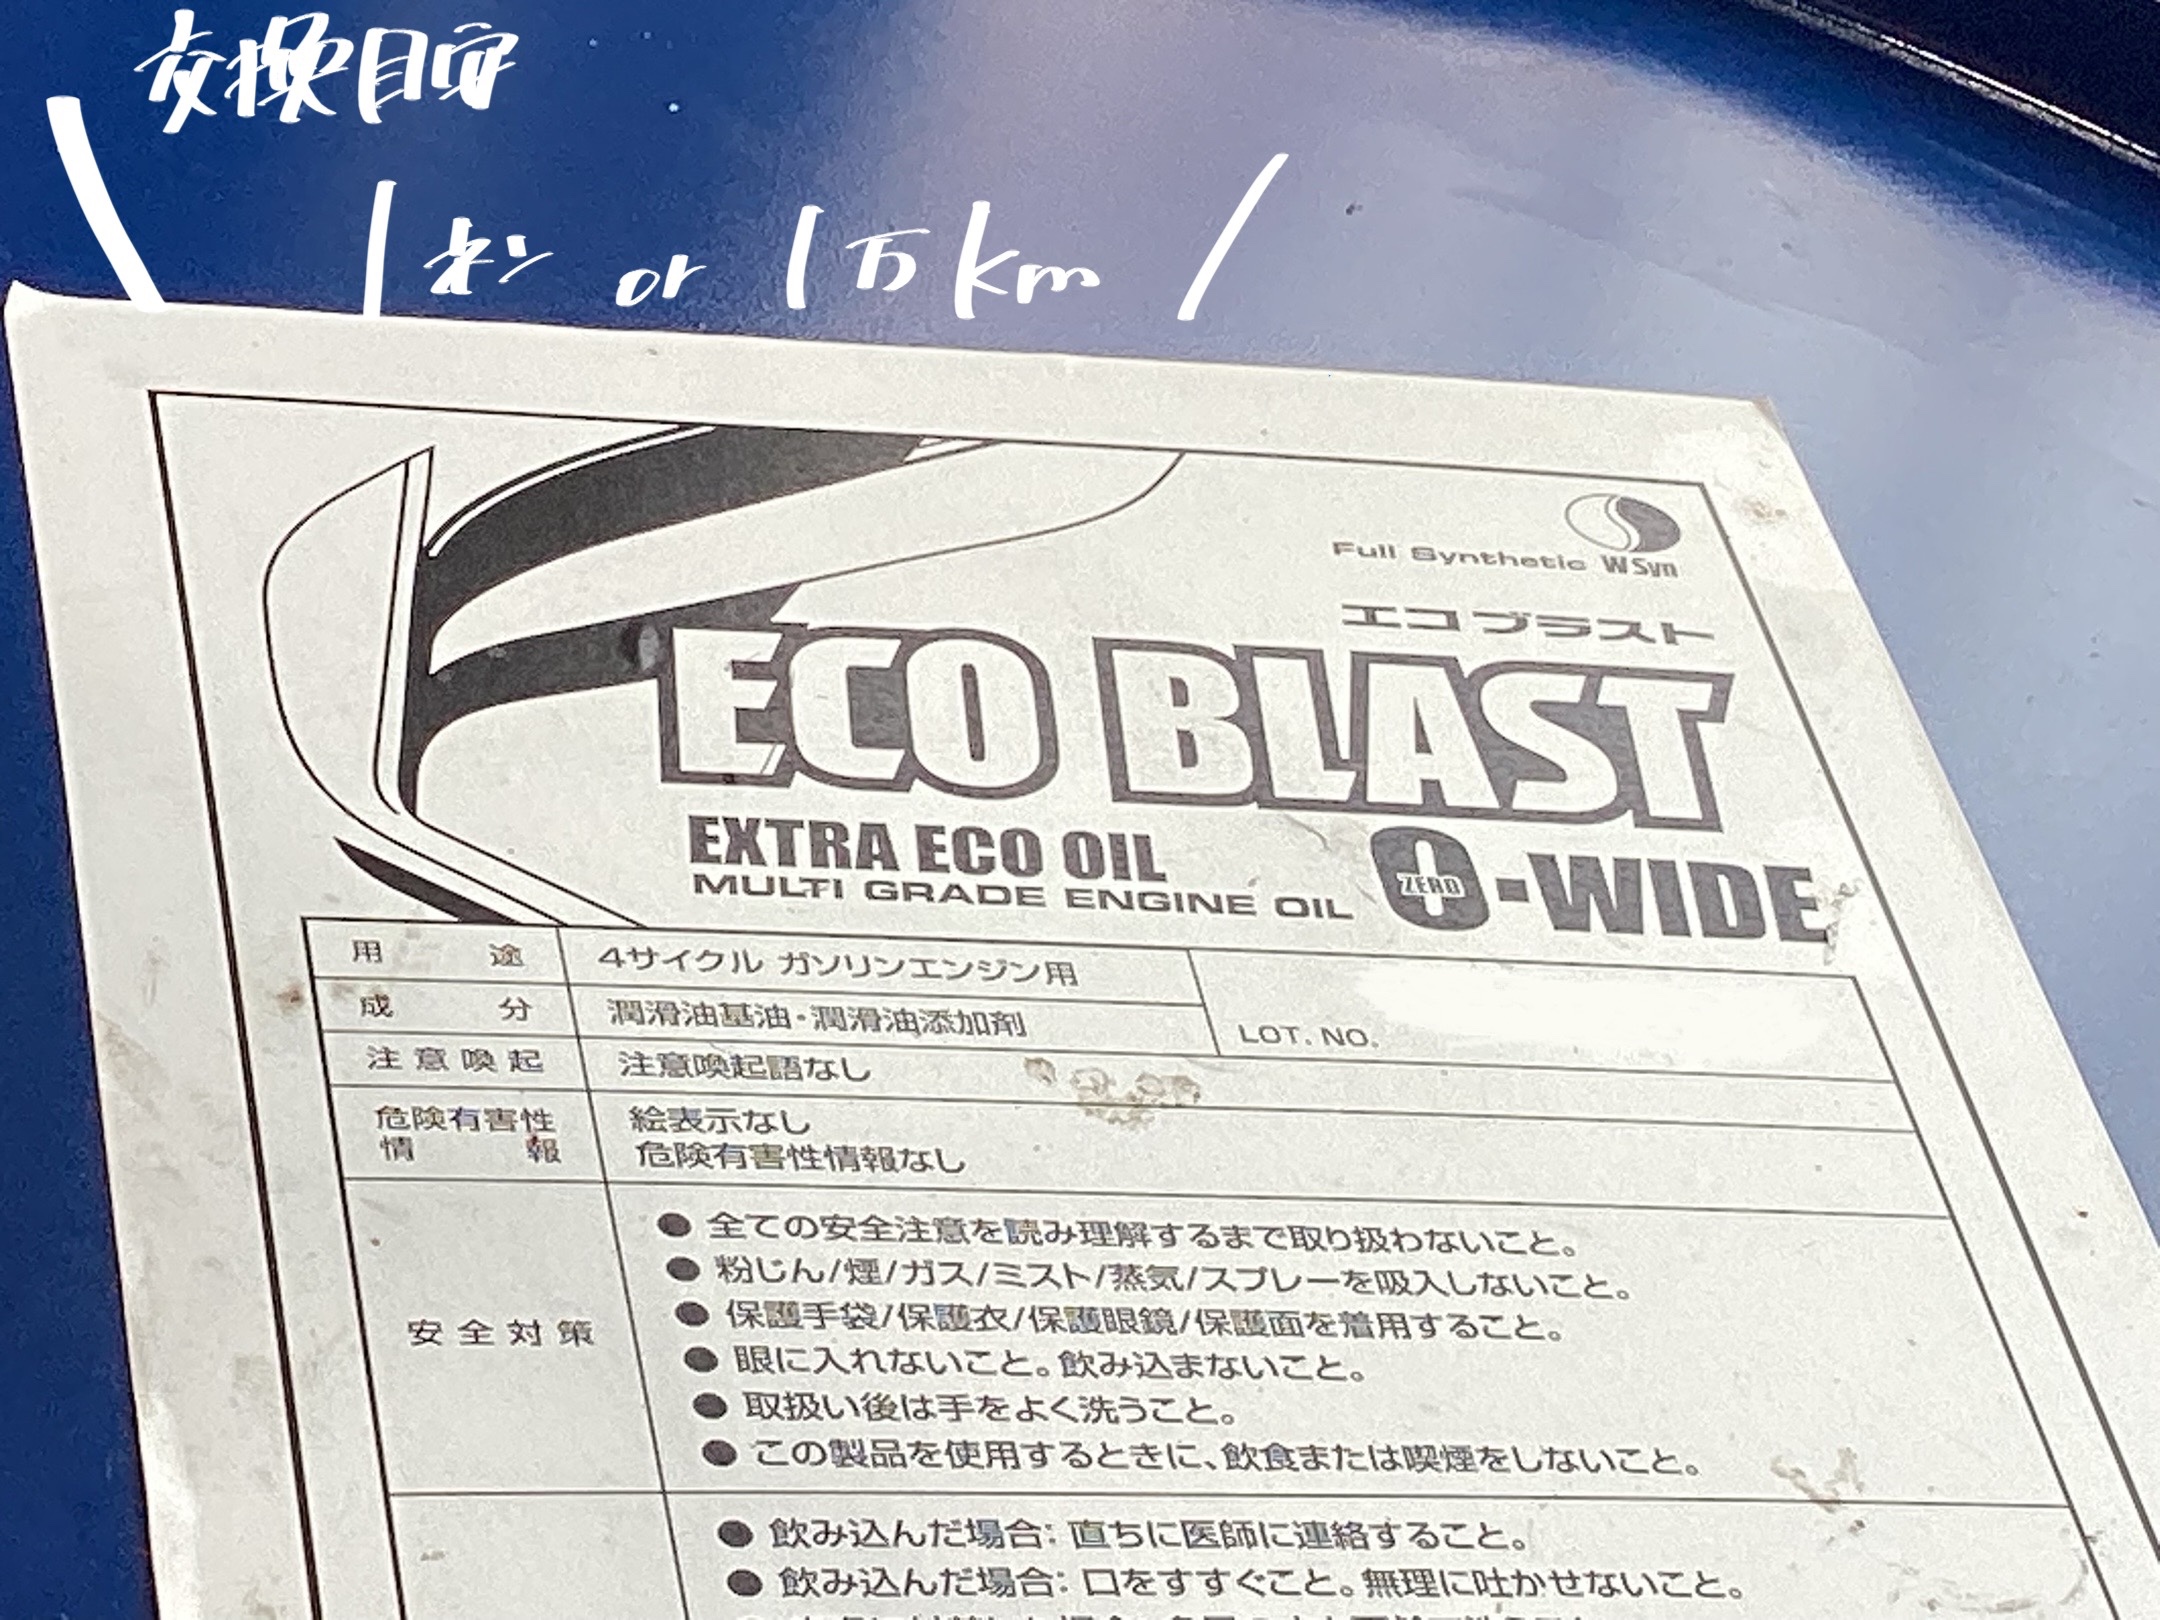 交換目安
1年 or 1万km
Full Synthetic WSyn
エコブラスト
ECO BLAST
EXTRA ECO OIL
MULTI GRADE ENGINE OIL
ZERO
0-WIDE
用途 4サイクル ガソリンエンジン用
成分 潤滑油基油・潤滑油添加剤
LOT. NO.
注意喚起 注意喚起語なし
危険有害性情報 絵表示なし
危険有害性情報なし
安全対策
● 全ての安全注意を読み理解するまで取り扱わないこと。
● 粉じん/煙/ガス/ミスト/蒸気/スプレーを吸入しないこと。
● 保護手袋/保護衣/保護眼鏡/保護面を着用すること。
● 眼に入れないこと。飲み込まないこと。
● 取扱い後は手をよく洗うこと。
● この製品を使用するときに、飲食または喫煙をしないこと。
● 飲み込んだ場合：直ちに医師に連絡すること。
● 飲み込んだ場合：口をすすぐこと。無理に吐かせないこと。